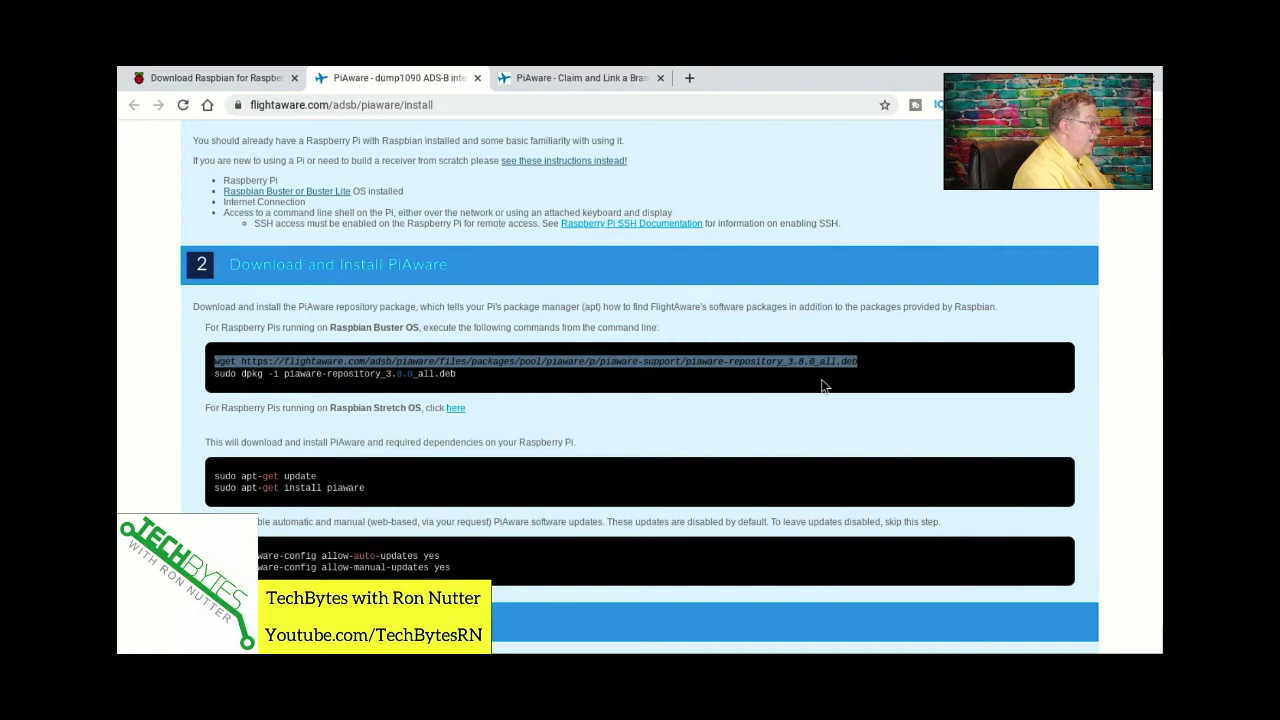 Download Raspbian for Raspbe
PiAware - dump1090 ADS-B inte
PiAware - Claim and Link a Bran
flightaware.com/adsb/piaware/install
You should already have a Raspberry Pi with Raspbian installed and some basic familiarity with using it.
If you are new to using a Pi or need to build a receiver from scratch please see these instructions instead!
Raspberry Pi
Raspbian Buster or Buster Lite OS installed
Internet Connection
Access to a command line shell on the Pi, either over the network or using an attached keyboard and display
SSH access must be enabled on the Raspberry Pi for remote access. See Raspberry Pi SSH Documentation for information on enabling SSH.
2 Download and Install PiAware
Download and install the PiAware repository package, which tells your Pi's package manager (apt) how to find FlightAware's software packages in addition to the packages provided by Raspbian.
For Raspberry Pis running on Raspbian Buster OS, execute the following commands from the command line:
wget https://flightaware.com/adsb/piaware/files/packages/pool/piaware/p/piaware-support/piaware-repository_3.8.0_all.deb
sudo dpkg -i piaware-repository_3.8.0_all.deb
For Raspberry Pis running on Raspbian Stretch OS, click here
This will download and install PiAware and required dependencies on your Raspberry Pi.
sudo apt-get update
sudo apt-get install piaware
ble automatic and manual (web-based, via your request) PiAware software updates. These updates are disabled by default. To leave updates disabled, skip this step.
ware-config allow-auto-updates yes
ware-config allow-manual-updates yes
TECHBYTES
WITH RON NUTTER
TechBytes with Ron Nutter
Youtube.com/TechBytesRN